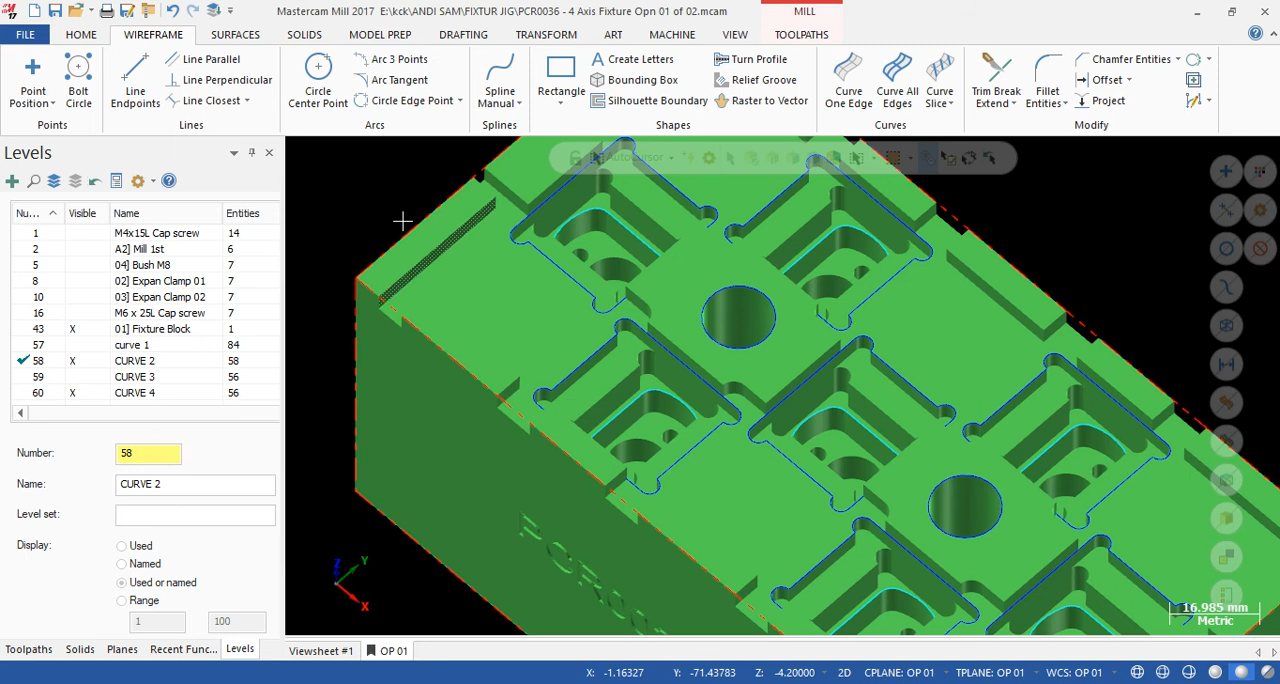 Mastercam Mill 2017 E:\kck\ANDI SAM\FIXTUR JIG\PCR0036 - 4 Axis Fixture Opn 01 of 02.mcam
MILL
FILE HOME WIREFRAME SURFACES SOLIDS MODEL PREP DRAFTING TRANSFORM ART MACHINE VIEW TOOLPATHS
Point Position
Bolt Circle
Points
Line Endpoints
Line Parallel
Line Perpendicular
Line Closest
Lines
Circle Center Point
Arc 3 Points
Arc Tangent
Circle Edge Point
Arcs
Spline Manual
Splines
Rectangle
Create Letters
Bounding Box
Silhouette Boundary
Turn Profile
Relief Groove
Raster to Vector
Shapes
Curve One Edge
Curve All Edges
Curve Slice
Curves
Trim Break Extend
Fillet Entities
Chamfer Entities
Offset
Project
Modify
Levels
AutoCursor
Nu... Visible Name Entities
1 M4x15L Cap screw 14
2 A2] Mill 1st 6
5 04] Bush M8 7
8 02] Expan Clamp 01 7
10 03] Expan Clamp 02 7
16 M6 x 25L Cap screw 7
43 X 01] Fixture Block 1
57 curve 1 84
58 X CURVE 2 58
59 CURVE 3 56
60 X CURVE 4 56
Number: 58
Name: CURVE 2
Level set:
Display:
Used
Named
Used or named
Range
1 100
Z Y X
16.985 mm
Metric
Toolpaths Solids Planes Recent Func... Levels
Viewsheet #1 OP 01
X: -1.16327 Y: -71.43783 Z: -4.20000 2D CPLANE: OP 01 TPLANE: OP 01 WCS: OP 01